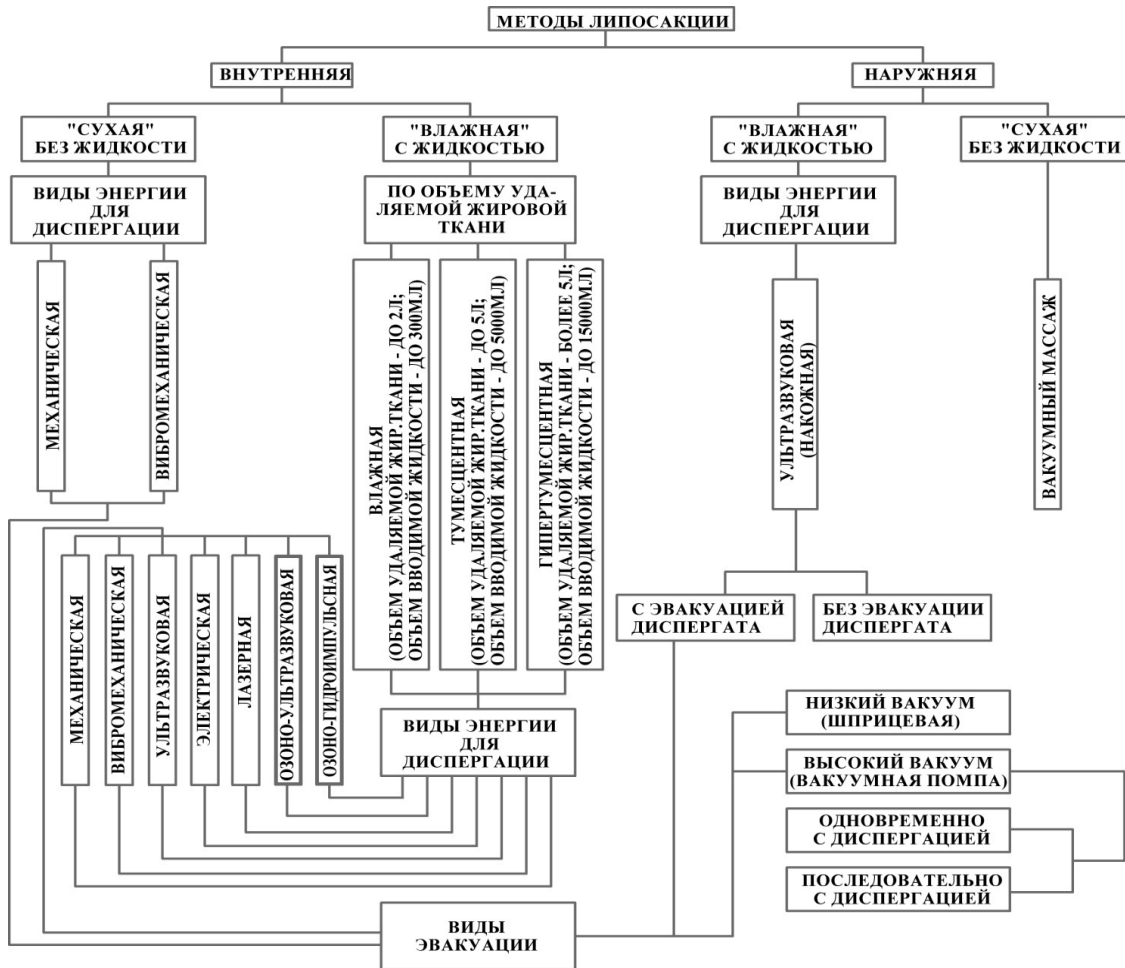 МЕТОДЫ ЛИПОСАКЦИИ
ВНУТРЕННЯЯ
НАРУЖНЯЯ
"СУХАЯ"
БЕЗ ЖИДКОСТИ
"ВЛАЖНАЯ"
С ЖИДКОСТЬЮ
"ВЛАЖНАЯ"
С ЖИДКОСТЬЮ
"СУХАЯ"
БЕЗ ЖИДКОСТИ
ВИДЫ ЭНЕРГИИ
ДЛЯ
ДИСПЕРГАЦИИ
ПО ОБЪЕМУ УДА-
ЛЯЕМОЙ ЖИРОВОЙ
ТКАНИ
ВИДЫ ЭНЕРГИИ
ДЛЯ
ДИСПЕРГАЦИИ
МЕХАНИЧЕСКАЯ
ВИБРОМЕХАНИЧЕСКАЯ
ВЛАЖНАЯ
(ОБЪЕМ УДАЛЯЕМОЙ ЖИР.ТКАНИ - ДО 2Л;
ОБЪЕМ ВВОДИМОЙ ЖИДКОСТИ - ДО 300МЛ)
ТУМЕСЦЕНТНАЯ
(ОБЪЕМ УДАЛЯЕМОЙ ЖИР.ТКАНИ - ДО 5Л;
ОБЪЕМ ВВОДИМОЙ ЖИДКОСТИ - ДО 5000МЛ)
ГИПЕРТУМЕСЦЕНТНАЯ
(ОБЪЕМ УДАЛЯЕМОЙ ЖИР.ТКАНИ - БОЛЕЕ 5Л;
ОБЪЕМ ВВОДИМОЙ ЖИДКОСТИ - ДО 15000МЛ)
УЛЬТРАЗВУКОВАЯ
(НАКОЖНАЯ)
ВАКУУМНЫЙ МАССАЖ
МЕХАНИЧЕСКАЯ
ВИБРОМЕХАНИЧЕСКАЯ
УЛЬТРАЗВУКОВАЯ
ЭЛЕКТРИЧЕСКАЯ
ЛАЗЕРНАЯ
ОЗОНО-УЛЬТРАЗВУКОВАЯ
ОЗОНО-ГИДРОИМПУЛЬСНАЯ
С ЭВАКУАЦИЕЙ
ДИСПЕРГАТА
БЕЗ ЭВАКУАЦИИ
ДИСПЕРГАТА
ВИДЫ ЭНЕРГИИ
ДЛЯ
ДИСПЕРГАЦИИ
НИЗКИЙ ВАКУУМ
(ШПРИЦЕВАЯ)
ВЫСОКИЙ ВАКУУМ
(ВАКУУМНАЯ ПОМПА)
ОДНОВРЕМЕННО
С ДИСПЕРГАЦИЕЙ
ПОСЛЕДОВАТЕЛЬНО
С ДИСПЕРГАЦИЕЙ
ВИДЫ
ЭВАКУАЦИИ